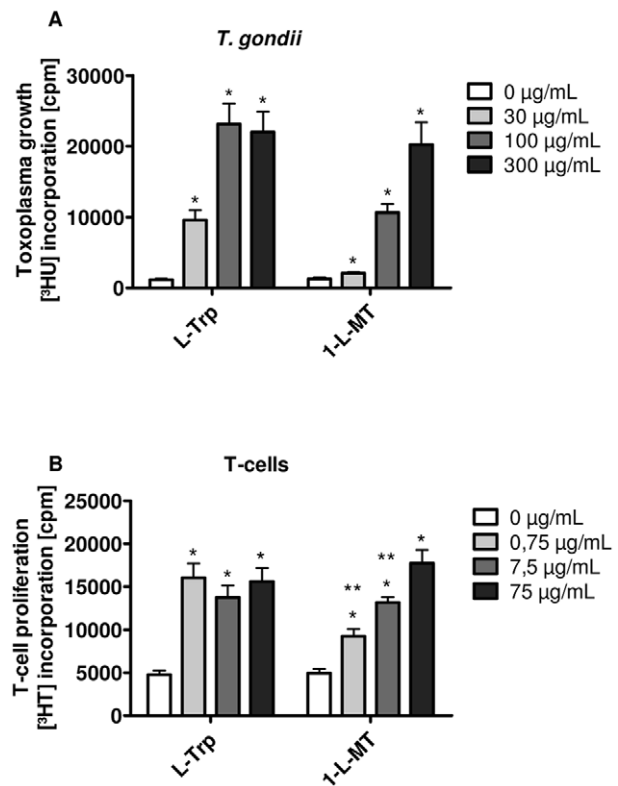 A
T. gondii
Toxoplasma growth
[³HU] incorporation [cpm]
30000
20000
10000
0
*
*
*
*
*
*
L-Trp
1-L-MT
0 µg/mL
30 µg/mL
100 µg/mL
300 µg/mL
B
T-cells
T-cell proliferation
[³HT] incorporation [cpm]
25000
20000
15000
10000
5000
0
*
*
*
**
*
**
*
*
L-Trp
1-L-MT
0 µg/mL
0,75 µg/mL
7,5 µg/mL
75 µg/mL